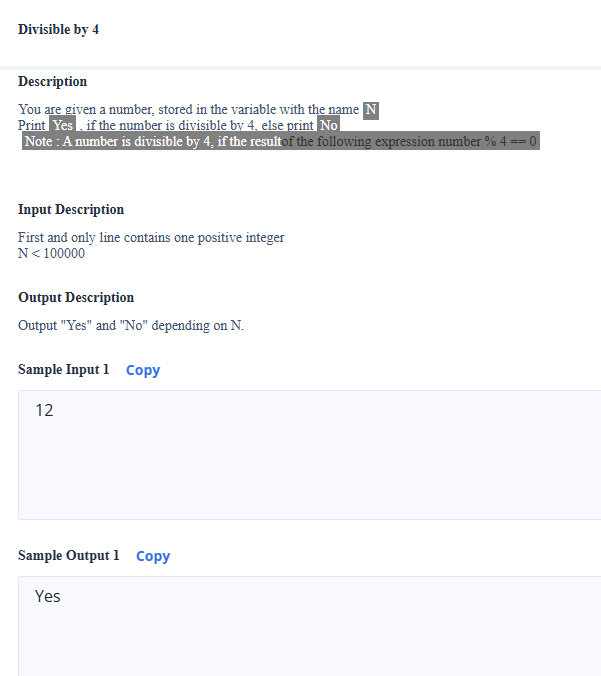 Divisible by 4
Description
You are given a number, stored in the variable with the name N
Print Yes , if the number is divisible by 4, else print No
Note : A number is divisible by 4, if the result of the following expression number % 4 == 0
Input Description
First and only line contains one positive integer
N < 100000
Output Description
Output "Yes" and "No" depending on N.
Sample Input 1 Copy
12
Sample Output 1 Copy
Yes